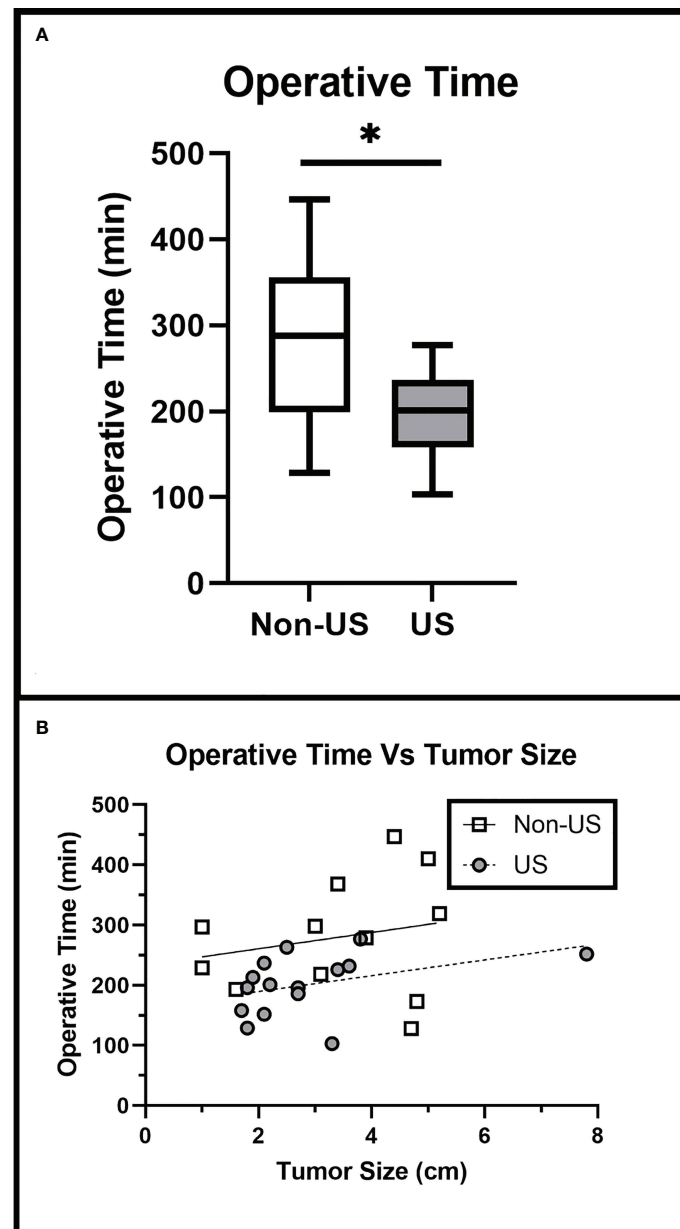 A
Operative Time
*
Operative Time (min)
500
400
300
200
100
0
Non-US
US
B
Operative Time Vs Tumor Size
Operative Time (min)
500
400
300
200
100
0
Non-US
US
0
2
4
6
8
Tumor Size (cm)